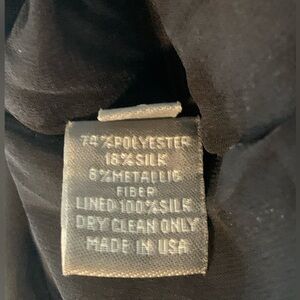 74%POLYESTER
18%SILK
8%METALLIC
FIBER
LINED 100%SILK
DRY CLEAN ONLY
MADE IN USA